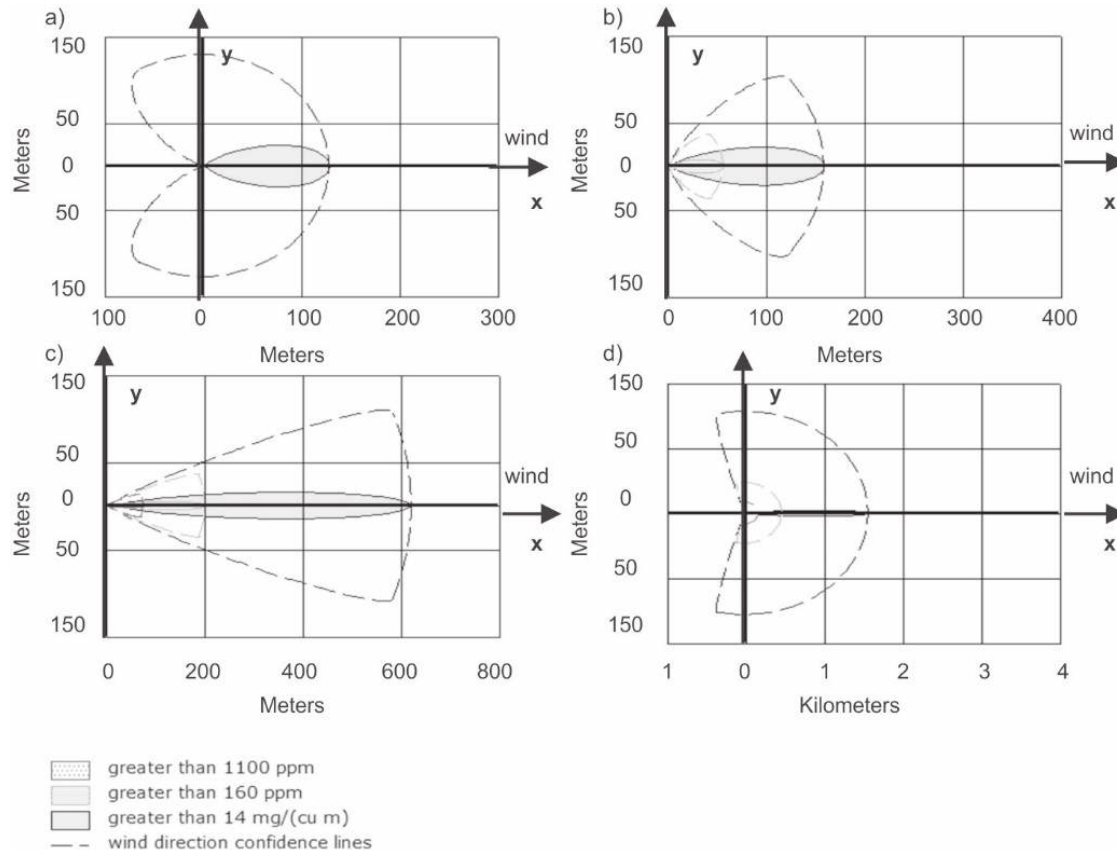 a)
150
y
50
Meters
0
50
150
100 0 100 200 300
Meters
wind
x
b)
150
y
50
Meters
0
50
150
0 100 200 300 400
Meters
wind
x
c)
150
y
50
Meters
0
50
150
0 200 400 600 800
Meters
wind
x
d)
150
y
50
Meters
0
50
150
1 0 1 2 3 4
Kilometers
wind
x
greater than 1100 ppm
greater than 160 ppm
greater than 14 mg/(cu m)
wind direction confidence lines